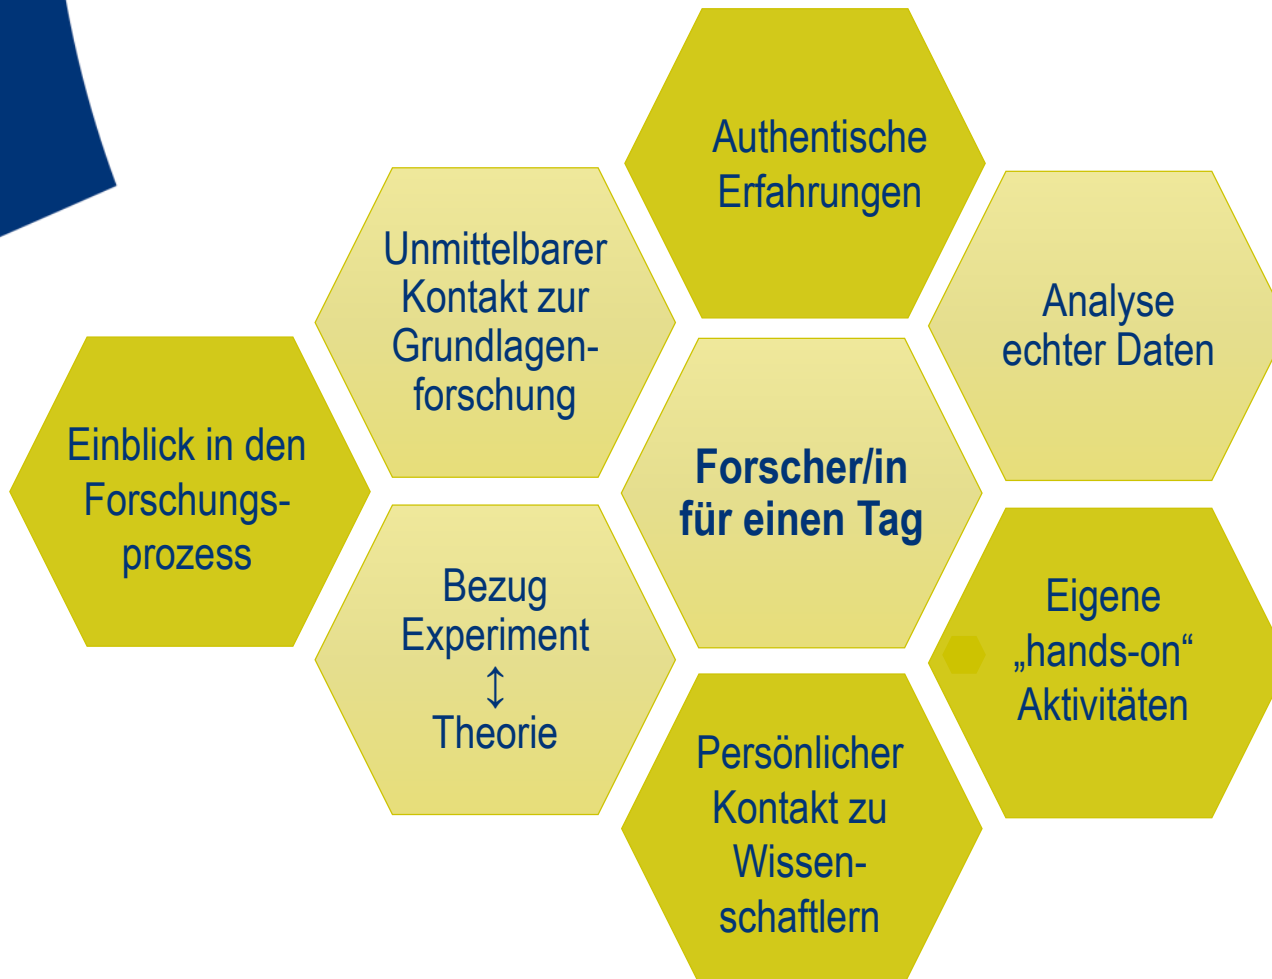 Authentische
Erfahrungen
Unmittelbarer
Kontakt zur
Grundlagen-
forschung
Analyse
echter Daten
Einblick in den
Forschungs-
prozess
Forscher/in
für einen Tag
Bezug
Experiment
↕
Theorie
Eigene
„hands-on“
Aktivitäten
Persönlicher
Kontakt zu
Wissen-
schaftlern